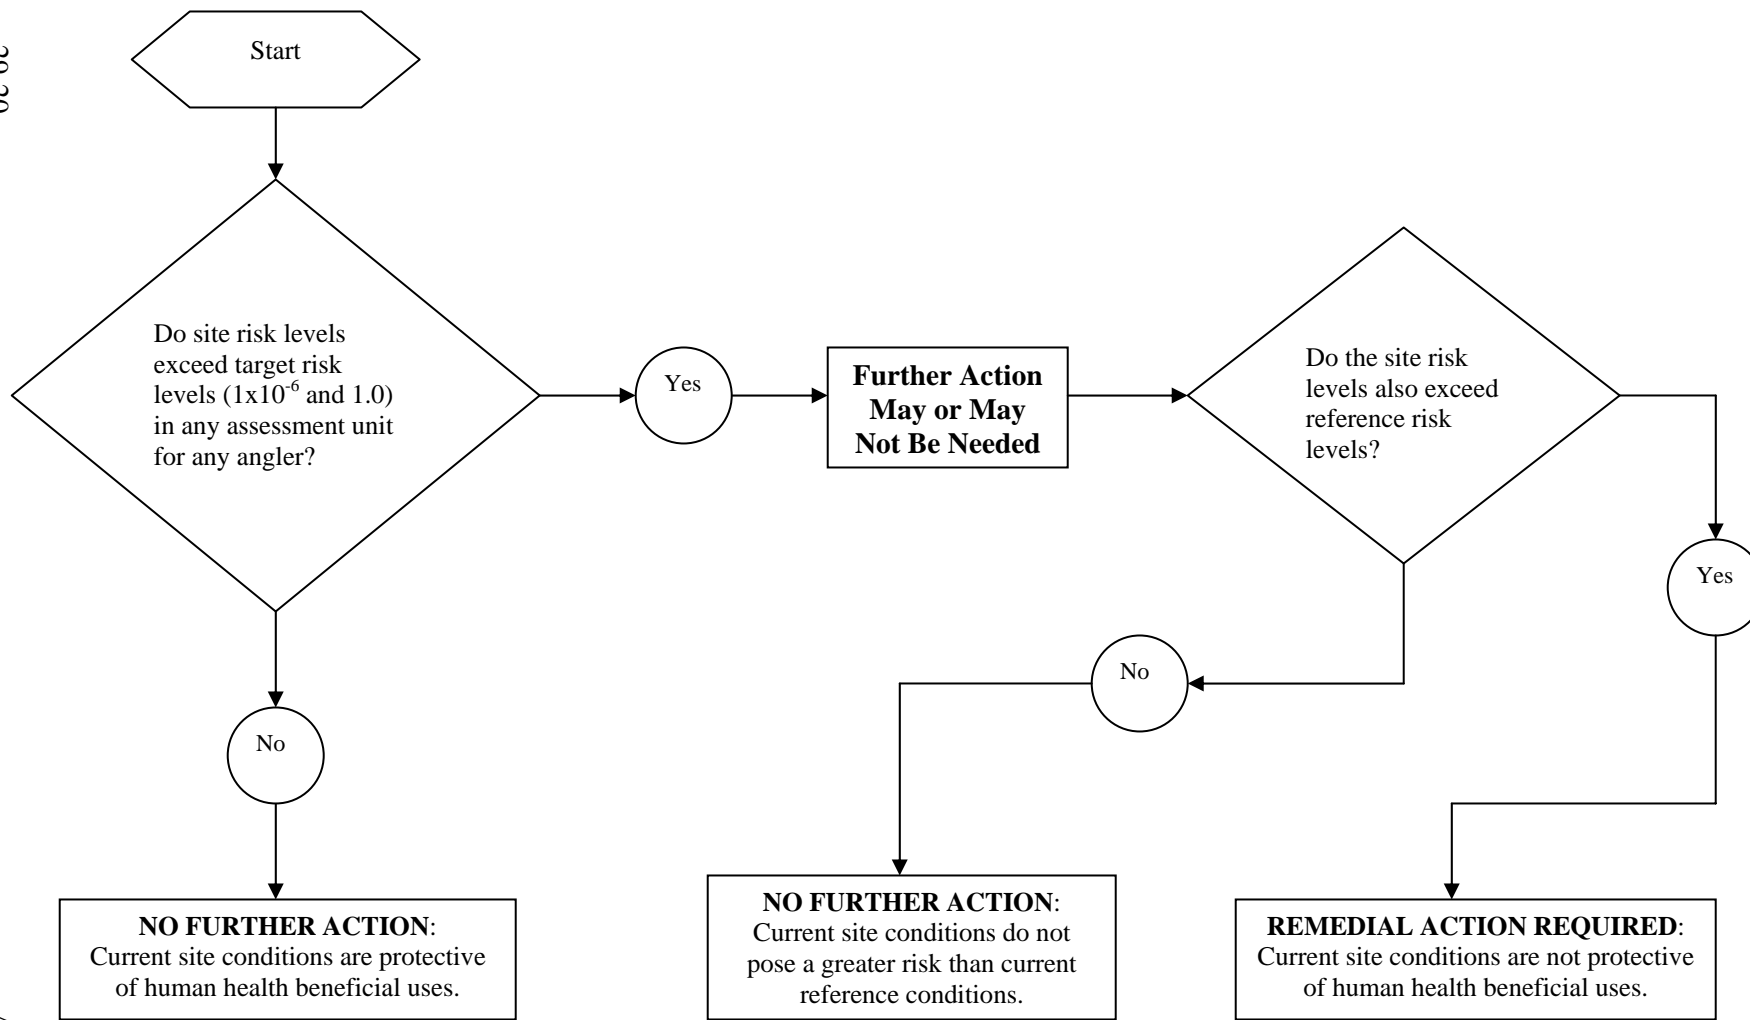 Start
Do site risk levels
exceed target risk
levels (1x10⁻⁶ and 1.0)
in any assessment unit
for any angler?
Yes
Further Action
May or May
Not Be Needed
Do the site risk
levels also exceed
reference risk
levels?
Yes
No
No
NO FURTHER ACTION:
Current site conditions are protective
of human health beneficial uses.
NO FURTHER ACTION:
Current site conditions do not
pose a greater risk than current
reference conditions.
REMEDIAL ACTION REQUIRED:
Current site conditions are not protective
of human health beneficial uses.